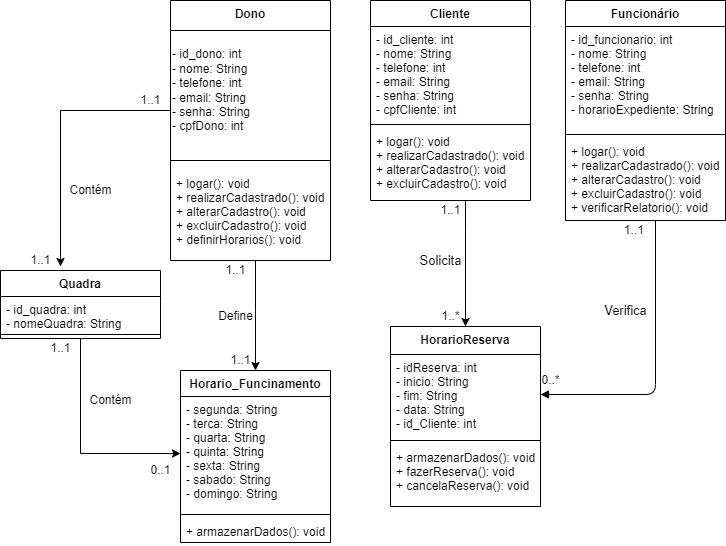 Dono
- id_dono: int
- nome: String
- telefone: int
- email: String
- senha: String
- cpfDono: int
+ logar(): void
+ realizarCadastrado(): void
+ alterarCadastro(): void
+ excluirCadastro(): void
+ definirHorarios(): void
Cliente
- id_cliente: int
- nome: String
- telefone: int
- email: String
- senha: String
- cpfCliente: int
+ logar(): void
+ realizarCadastrado(): void
+ alterarCastro(): void
+ excluirCadastro(): void
Funcionário
- id_funcionario: int
- nome: String
- telefone: int
- email: String
- senha: String
- horarioExpediente: String
+ logar(): void
+ realizarCadastrado(): void
+ alterarCadastro(): void
+ excluirCadastro(): void
+ verificarRelatorio(): void
1..1
Contém
1..1
1..1
Define
1..1
1..1
Solicita
1..*
1..1
Verifica
0..*
Quadra
- id_quadra: int
- nomeQuadra: String
1..1
Contém
0..1
Horario_Funcinamento
- segunda: String
- terca: String
- quarta: String
- quinta: String
- sexta: String
- sabado: String
- domingo: String
+ armazenarDados(): void
HorarioReserva
- idReserva: int
- inicio: String
- fim: String
- data: String
- id_Cliente: int
+ armazenarDados(): void
+ fazerReserva(): void
+ cancelaReserva(): void